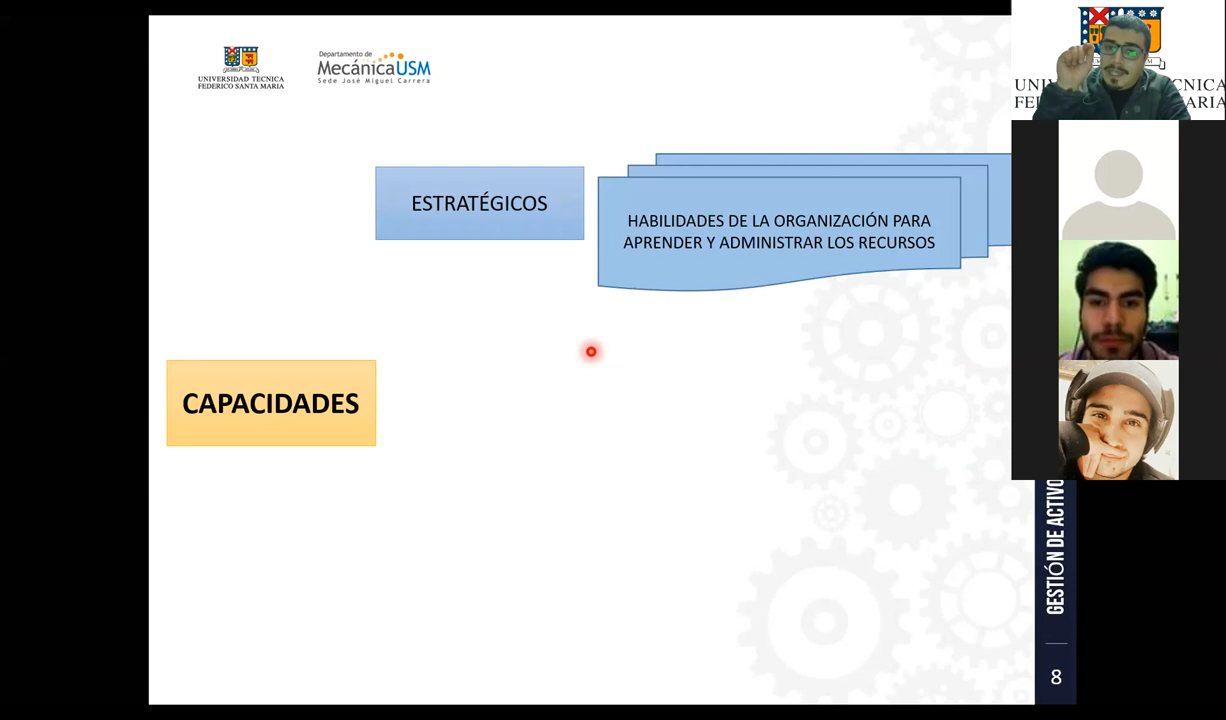 UNIVERSIDAD TECNICA
FEDERICO SANTA MARIA
Departamento de
MecánicaUSM
Sede José Miguel Carrera
ESTRATÉGICOS
HABILIDADES DE LA ORGANIZACIÓN PARA
APRENDER Y ADMINISTRAR LOS RECURSOS
CAPACIDADES
GESTIÓN DE ACTIVO
8